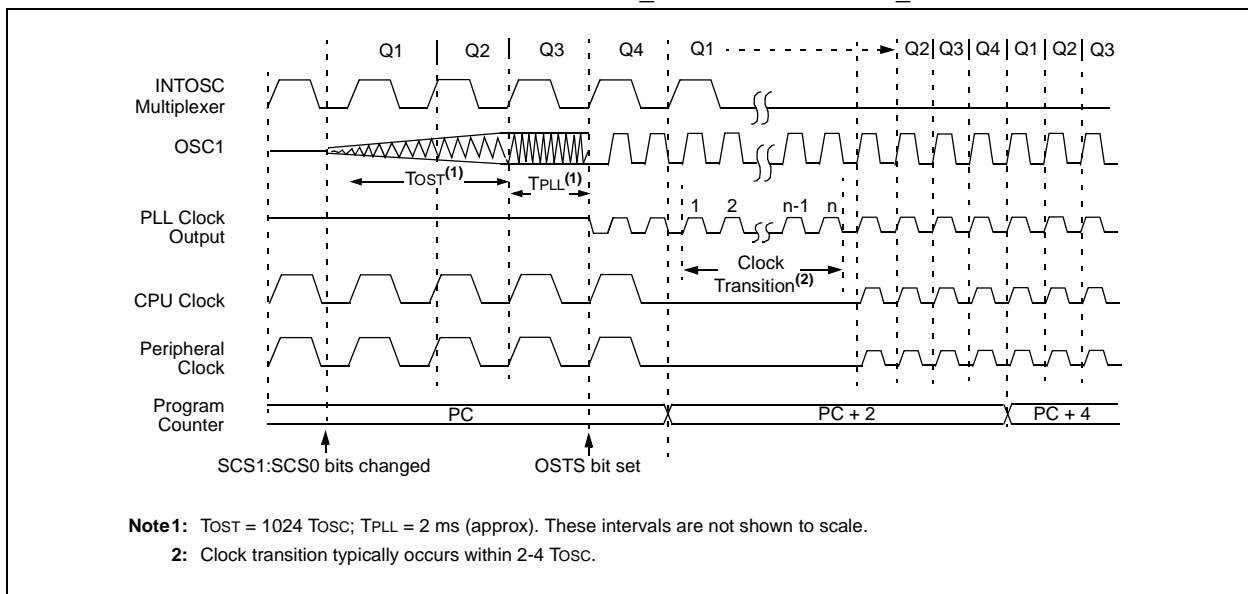 Q1 Q2 Q3 Q4 Q1 Q2 Q3 Q4 Q1 Q2 Q3
INTOSC
Multiplexer
OSC1
TOST(1) TPLL(1)
PLL Clock
Output
1 2 n-1 n
Clock
Transition(2)
CPU Clock
Peripheral
Clock
Program
Counter
PC PC + 2 PC + 4
SCS1:SCS0 bits changed OSTS bit set
Note1: TOST = 1024 TOSC; TPLL = 2 ms (approx). These intervals are not shown to scale.
2: Clock transition typically occurs within 2-4 TOSC.